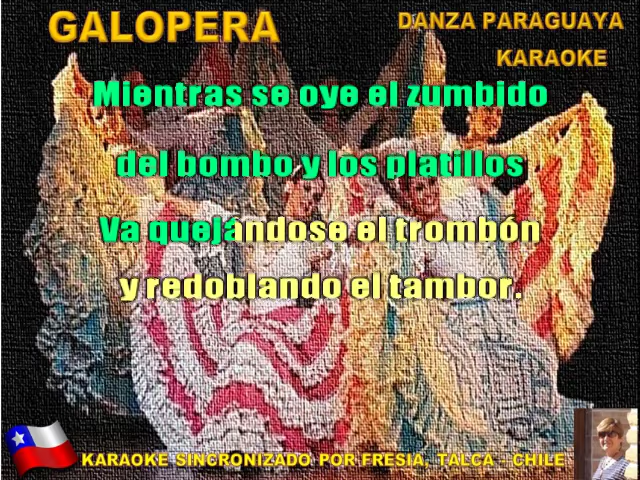 GALOPERA
DANZA PARAGUAYA
KARAOKE
Mientras se oye el zumbido
del bombo y los platillos
Va quejándose el trombón
y redoblando el tambor.
KARAOKE SINCRONIZADO POR FRESIA. TALCA - CHILE